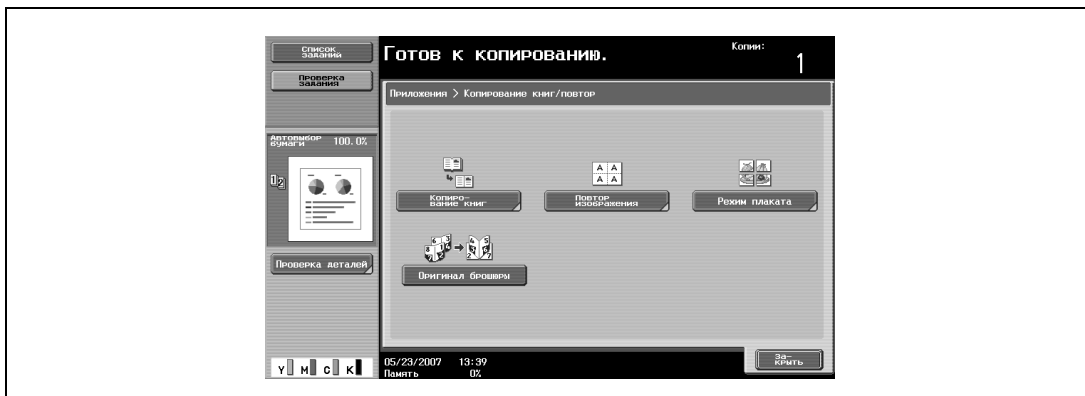 Список
заданий
Проверка
задания
Готов к копированию.
Копии:
1
Приложения > Копирование книг/повтор
Автовыбор
бумаги
100.0%
Копиро-
вание книг
A A
A A
Повтор
изображения
Режим плаката
Проверка деталей
Оригинал брошюры
Y M C K
05/23/2007 13:39
Память 0%
За-
крыть